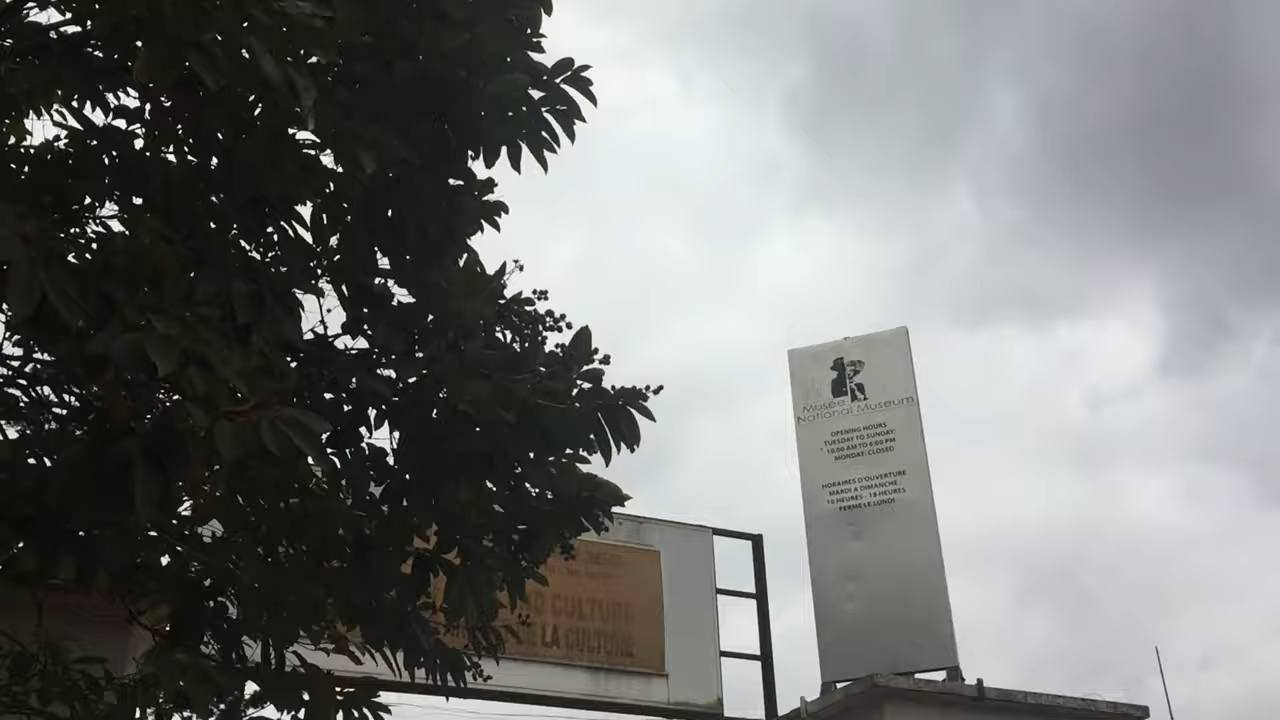 Musée
National Museum
OPENING HOURS
TUESDAY TO SUNDAY:
10:00 AM TO 6:00 PM
MONDAY: CLOSED
HORAIRES D'OUVERTURE
MARDI A DIMANCHE:
10 HEURES - 18 HEURES
FERME LE LUNDI
CULTURE
LA CULTURE